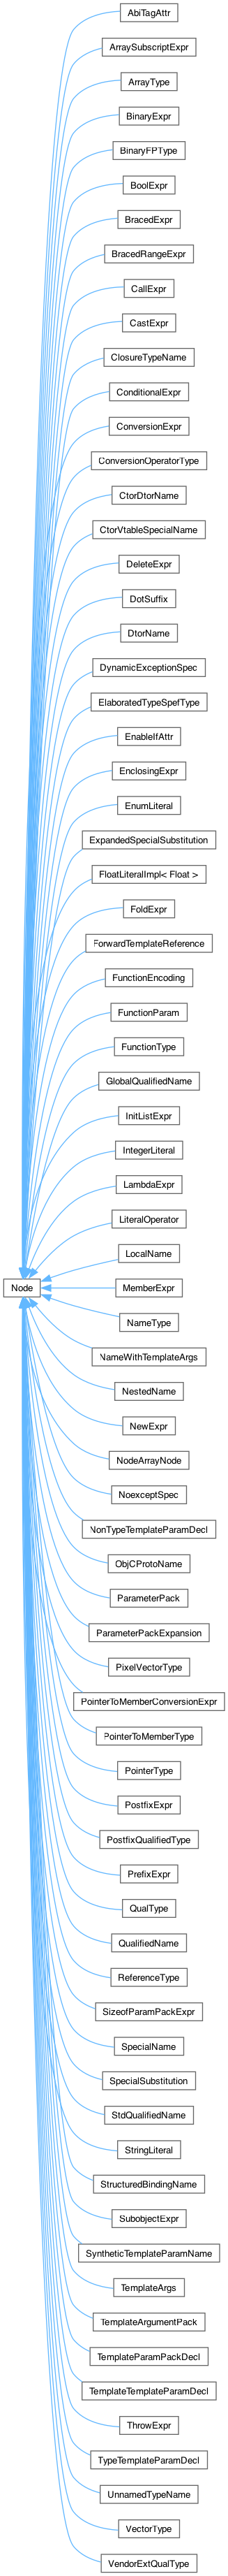 AbiTagAttr
ArraySubscriptExpr
ArrayType
BinaryExpr
BinaryFPType
BoolExpr
BracedExpr
BracedRangeExpr
CallExpr
CastExpr
ClosureTypeName
ConditionalExpr
ConversionExpr
ConversionOperatorType
CtorDtorName
CtorVtableSpecialName
DeleteExpr
DotSuffix
DtorName
DynamicExceptionSpec
ElaboratedTypeSpefType
EnableIfAttr
EnclosingExpr
EnumLiteral
ExpandedSpecialSubstitution
FloatLiteralImpl< Float >
FoldExpr
ForwardTemplateReference
FunctionEncoding
FunctionParam
FunctionType
GlobalQualifiedName
InitListExpr
IntegerLiteral
LambdaExpr
LiteralOperator
LocalName
Node
MemberExpr
NameType
NameWithTemplateArgs
NestedName
NewExpr
NodeArrayNode
NoexceptSpec
NonTypeTemplateParamDecl
ObjCProtoName
ParameterPack
ParameterPackExpansion
PixelVectorType
PointerToMemberConversionExpr
PointerToMemberType
PointerType
PostfixExpr
PostfixQualifiedType
PrefixExpr
QualType
QualifiedName
ReferenceType
SizeofParamPackExpr
SpecialName
SpecialSubstitution
StdQualifiedName
StringLiteral
StructuredBindingName
SubobjectExpr
SyntheticTemplateParamName
TemplateArgs
TemplateArgumentPack
TemplateParamPackDecl
TemplateTemplateParamDecl
ThrowExpr
TypeTemplateParamDecl
UnnamedTypeName
VectorType
VendorExtQualType